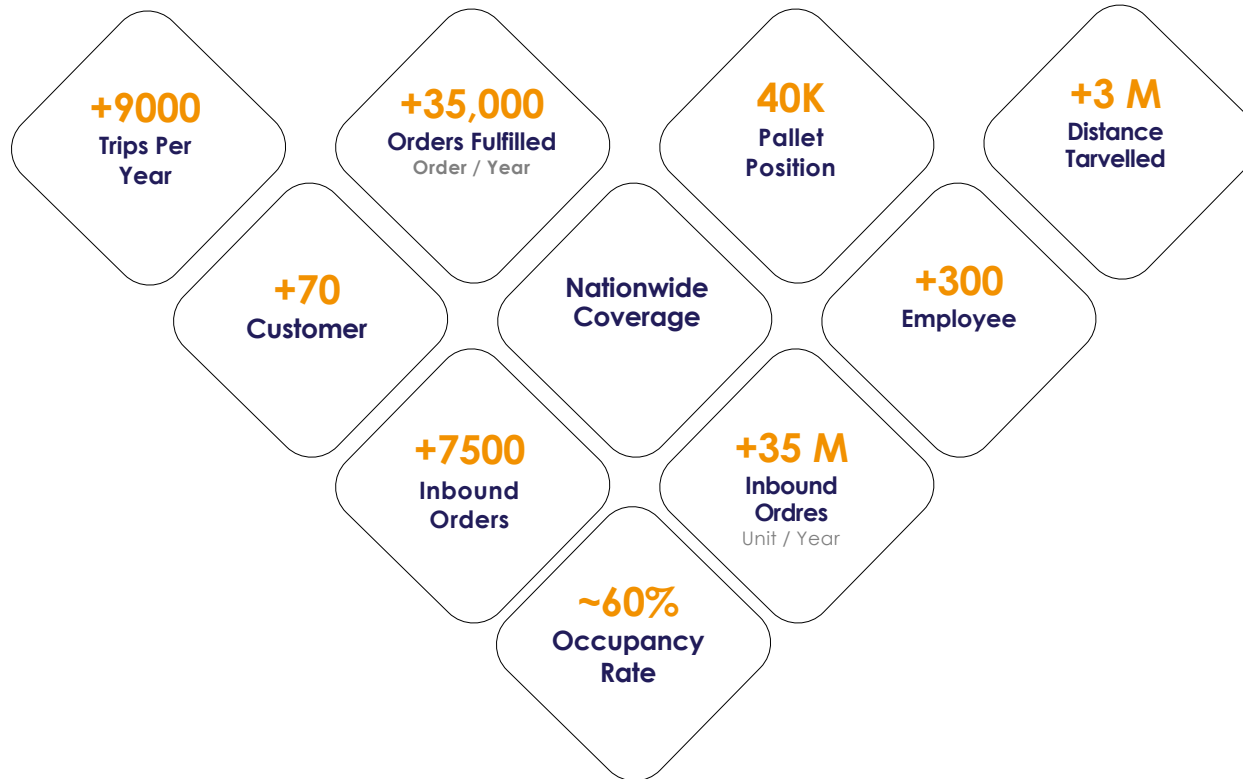 +9000
Trips Per
Year
+35,000
Orders Fulfilled
Order / Year
40K
Pallet
Position
+3 M
Distance
Tarvelled
+70
Customer
Nationwide
Coverage
+300
Employee
+7500
Inbound
Orders
+35 M
Inbound
Ordres
Unit / Year
~60%
Occupancy
Rate